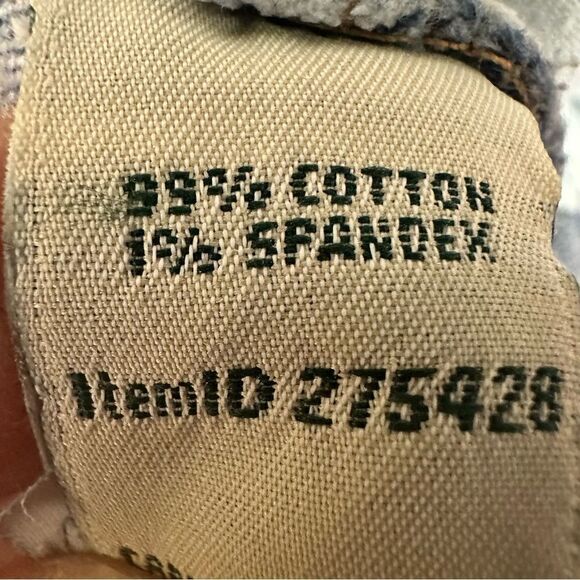 99% COTTON
1% SPANDEX
ItemID 275428